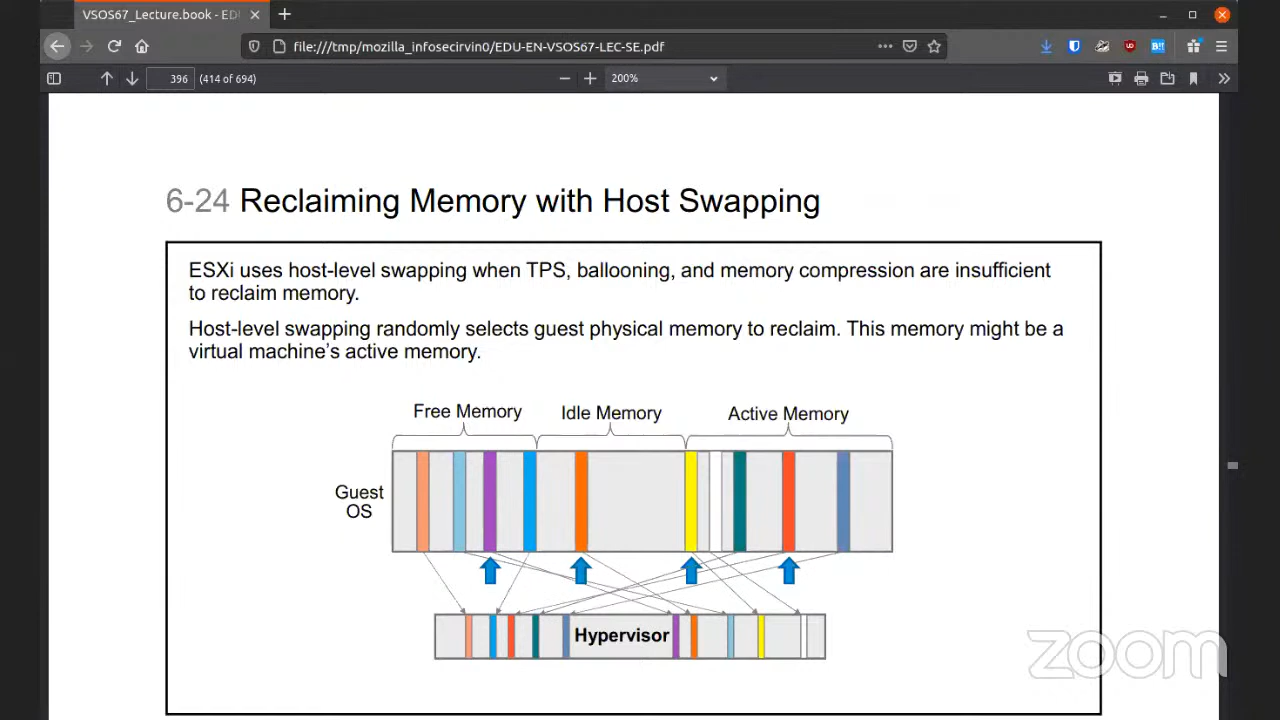 VSOS67_Lecture.book - EDU
file:///tmp/mozilla_infosecirvin0/EDU-EN-VSOS67-LEC-SE.pdf
396 (414 of 694)
200%
6-24 Reclaiming Memory with Host Swapping
ESXi uses host-level swapping when TPS, ballooning, and memory compression are insufficient
to reclaim memory.
Host-level swapping randomly selects guest physical memory to reclaim. This memory might be a
virtual machine’s active memory.
Free Memory
Idle Memory
Active Memory
Guest
OS
Hypervisor
zoom